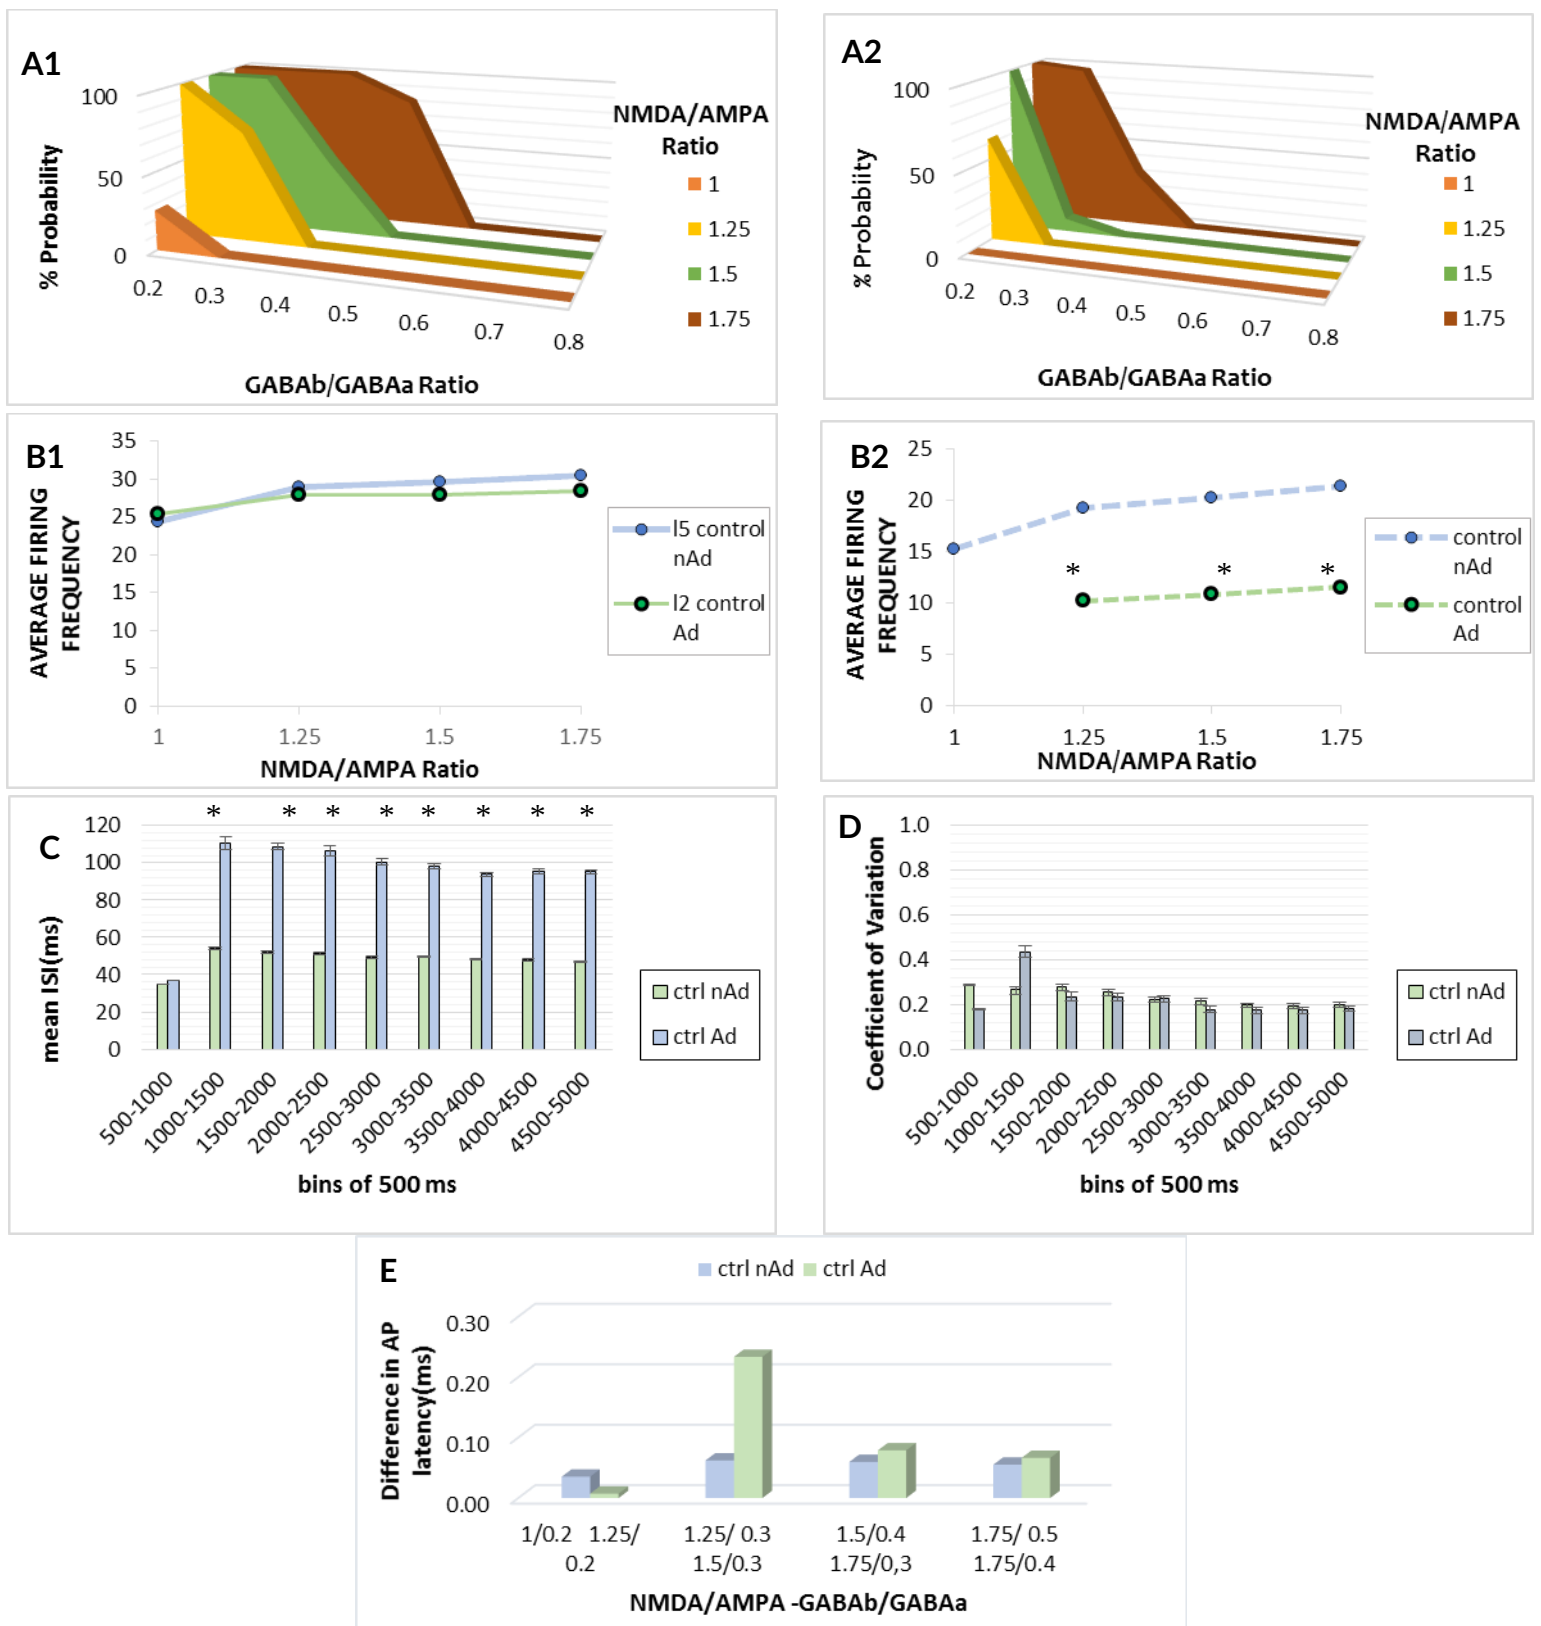 A1
100
50
0
% Probability
0.2
0.3
0.4
0.5
0.6
0.7
0.8
GABAb/GABAa Ratio
NMDA/AMPA
Ratio
1
1.25
1.5
1.75
A2
100
50
0
% Probability
0.2
0.3
0.4
0.5
0.6
0.7
0.8
GABAb/GABAa Ratio
NMDA/AMPA
Ratio
1
1.25
1.5
1.75
B1
35
30
25
20
15
10
5
0
AVERAGE FIRING
FREQUENCY
1
1.25
1.5
1.75
NMDA/AMPA Ratio
l5 control
nAd
l2 control
Ad
B2
25
20
15
10
5
0
AVERAGE FIRING
FREQUENCY
* * *
1
1.25
1.5
1.75
NMDA/AMPA Ratio
control
nAd
control
Ad
C
* * * * * * * *
120
100
80
60
40
20
0
mean ISI(ms)
500-1000
1000-1500
1500-2000
2000-2500
2500-3000
3000-3500
3500-4000
4000-4500
4500-5000
bins of 500 ms
ctrl nAd
ctrl Ad
D
1.0
0.8
0.6
0.4
0.2
0.0
Coefficient of Variation
500-1000
1000-1500
1500-2000
2000-2500
2500-3000
3000-3500
3500-4000
4000-4500
4500-5000
bins of 500 ms
ctrl nAd
ctrl Ad
E
ctrl nAd
ctrl Ad
0.30
0.20
0.10
0.00
Difference in AP
latency(ms)
1/0.2 1.25/
0.2
1.25/ 0.3
1.5/0.3
1.5/0.4
1.75/0,3
1.75/ 0.5
1.75/0.4
NMDA/AMPA -GABAb/GABAa